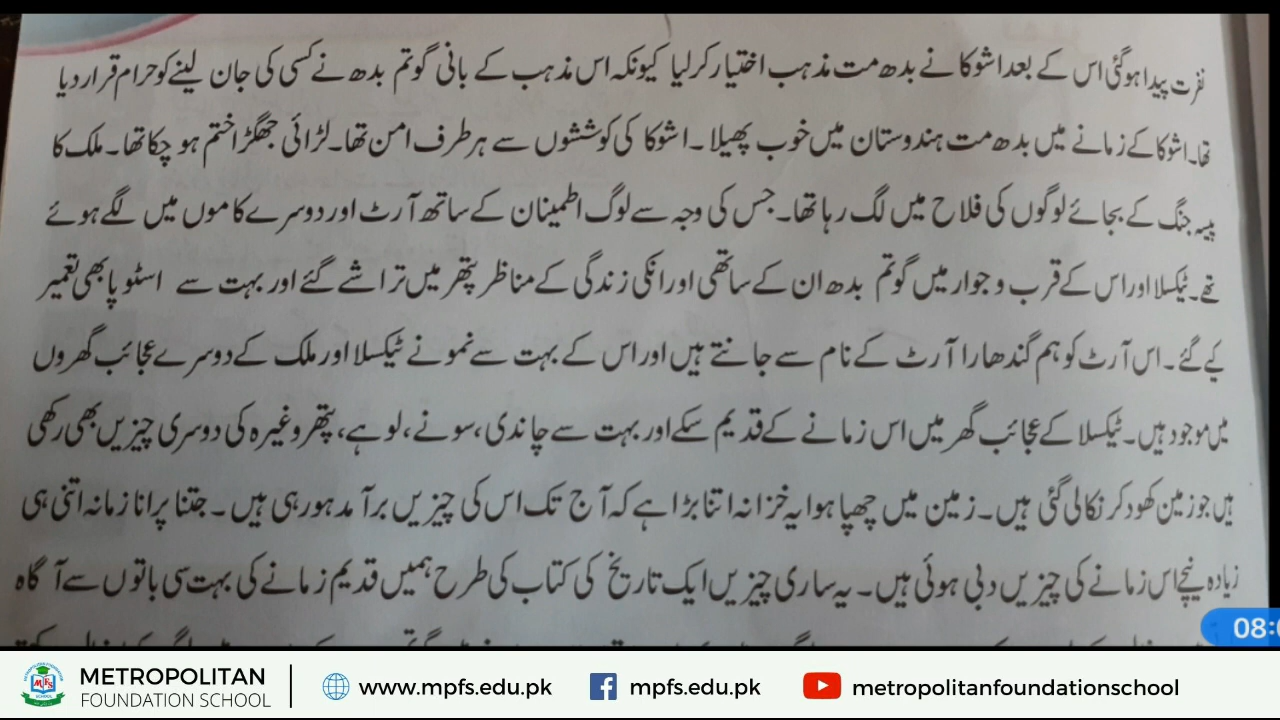 نفرت پیدا ہوگئی اس کے بعد اشوکا نے بدھ مت مذہب اختیار کرلیا کیونکہ اس مذہب کے بانی گوتم بدھ نے کسی کی جان لینے کو حرام قرار دیا
تھا۔اشوکا کے زمانے میں بدھ مت ہندوستان میں خوب پھیلا ۔اشوکا کی کوششوں سے ہر طرف امن تھا۔لڑائی جھگڑا ختم ہو چکا تھا۔ملک کا
پیسہ جنگ کے بجائے لوگوں کی فلاح میں لگ رہا تھا۔جس کی وجہ سے لوگ اطمینان کے ساتھ آرٹ اور دوسرے کاموں میں لگے ہوئے
تھے۔ٹیکسلا اور اس کے قرب و جوار میں گوتم بدھ ان کے ساتھی اور انکی زندگی کے مناظر پتھر میں تراشے گئے اور بہت سے اسٹوپا بھی تعمیر
کیے گئے۔اس آرٹ کو ہم گندھارا آرٹ کے نام سے جانتے ہیں اور اس کے بہت سے نمونے ٹیکسلا اور ملک کے دوسرے عجائب گھروں
میں موجود ہیں۔ٹیکسلا کے عجائب گھر میں اس زمانے کے قدیم سکے اور بہت سے چاندی،سونے،لوہے،پتھر وغیرہ کی دوسری چیزیں بھی رکھی
ہیں جو زمین کھود کر نکالی گئی ہیں۔زمین میں چھپا ہوا یہ خزانہ اتنا بڑا ہے کہ آج تک اس کی چیزیں برآمد ہو رہی ہیں۔جتنا پرانا زمانہ اتنی ہی
زیادہ نیچے اس زمانے کی چیزیں دبی ہوئی ہیں۔یہ ساری چیزیں ایک تاریخ کی کتاب کی طرح ہمیں قدیم زمانے کی بہت سی باتوں سے آگاہ
METROPOLITAN
FOUNDATION SCHOOL
www.mpfs.edu.pk
mpfs.edu.pk
metropolitanfoundationschool